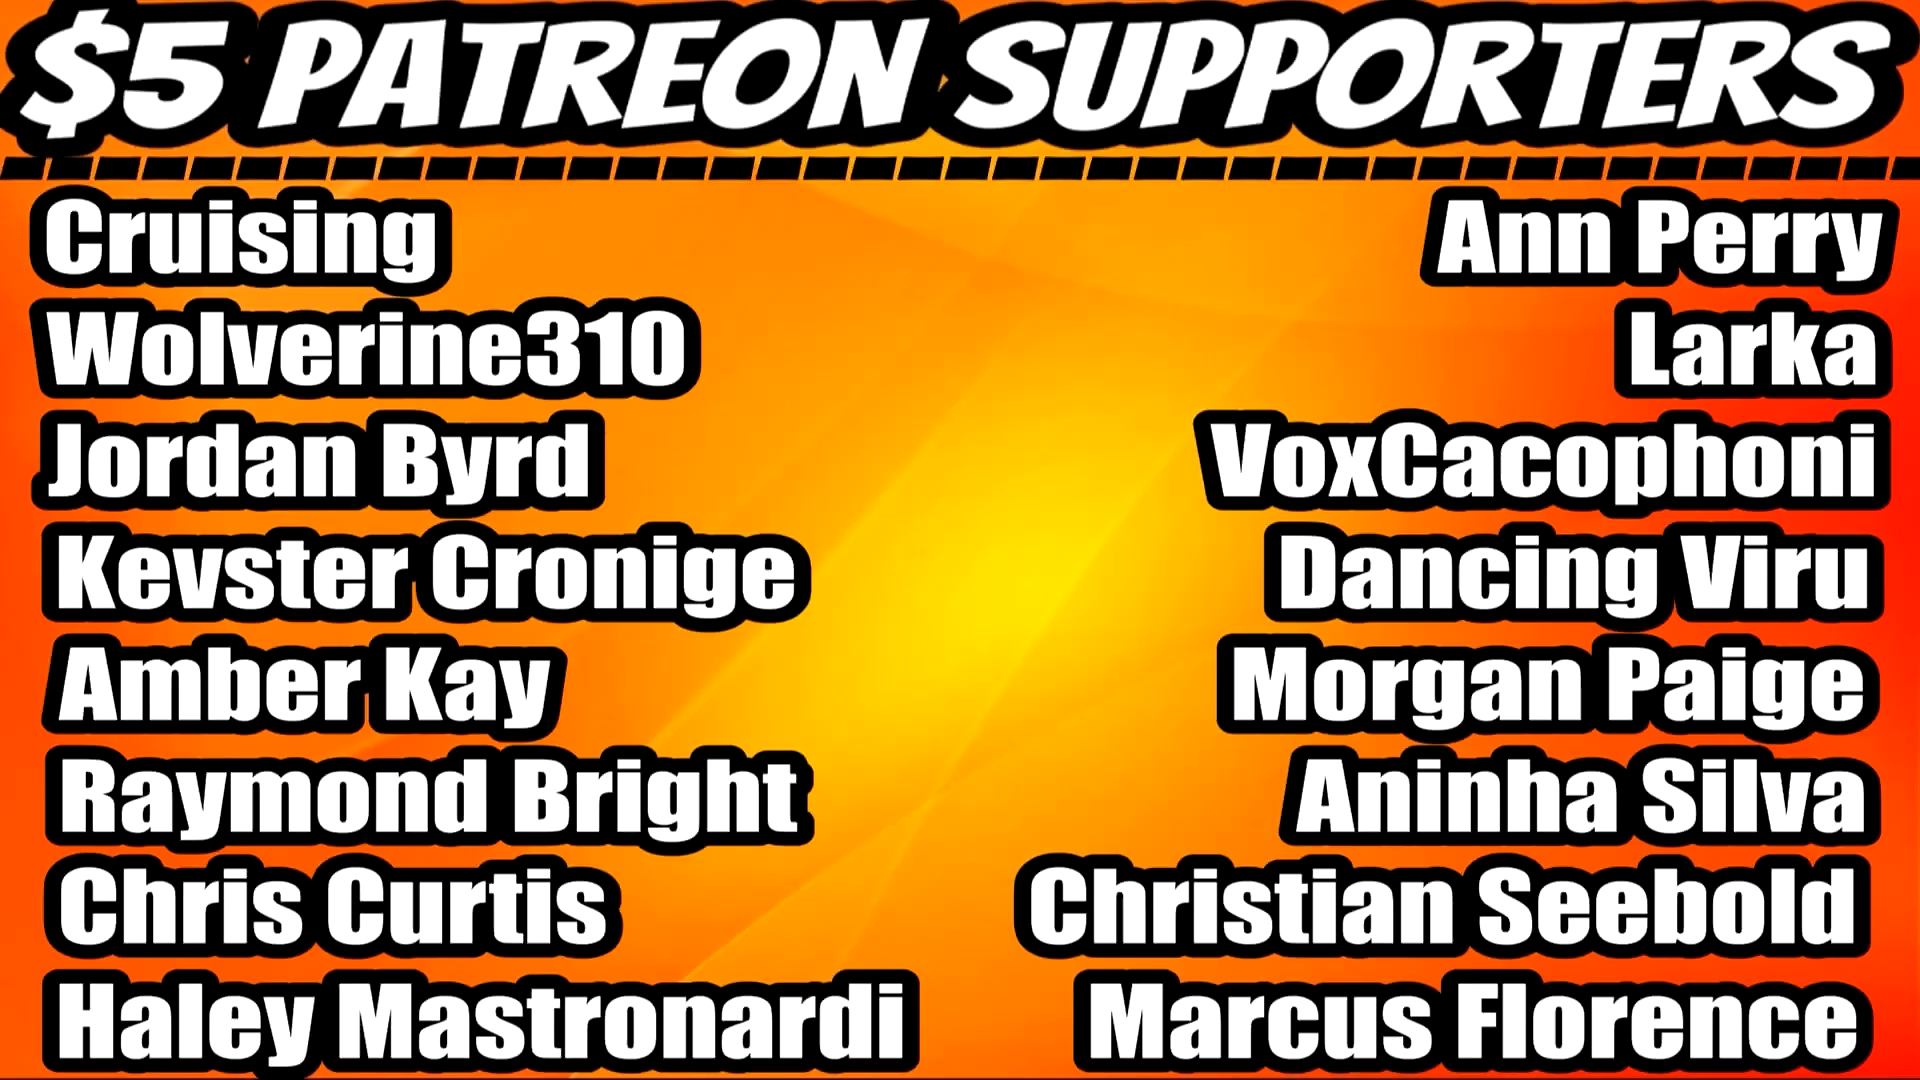 $5 PATREON SUPPORTERS
Cruising
Wolverine310
Jordan Byrd
Kevster Cronige
Amber Kay
Raymond Bright
Chris Curtis
Haley Mastronardi
Ann Perry
Larka
VoxCacophoni
Dancing Viru
Morgan Paige
Aninha Silva
Christian Seebold
Marcus Florence